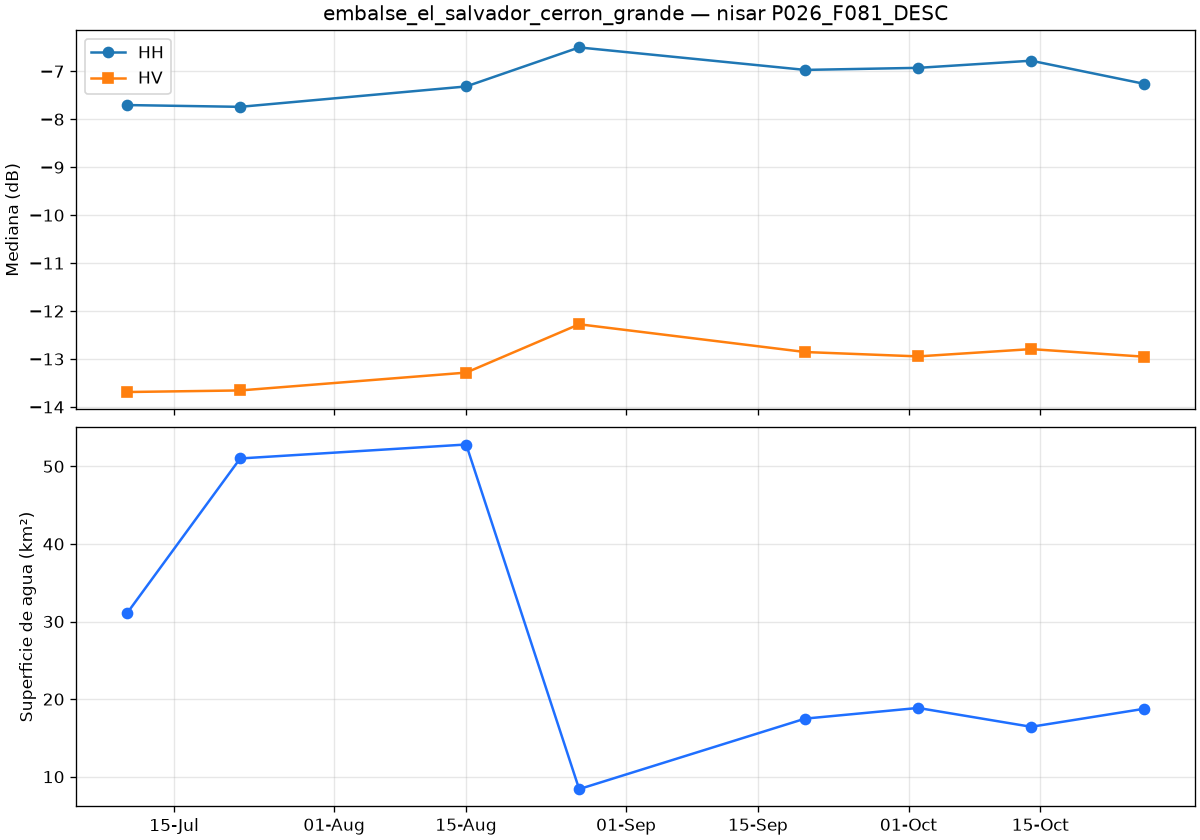 embalse_el_salvador_cerron_grande — nisar P026_F081_DESC
HH
HV
Mediana (dB)
−7
−8
−9
−10
−11
−12
−13
−14
Superficie de agua (km²)
50
40
30
20
10
15-Jul
01-Aug
15-Aug
01-Sep
15-Sep
01-Oct
15-Oct